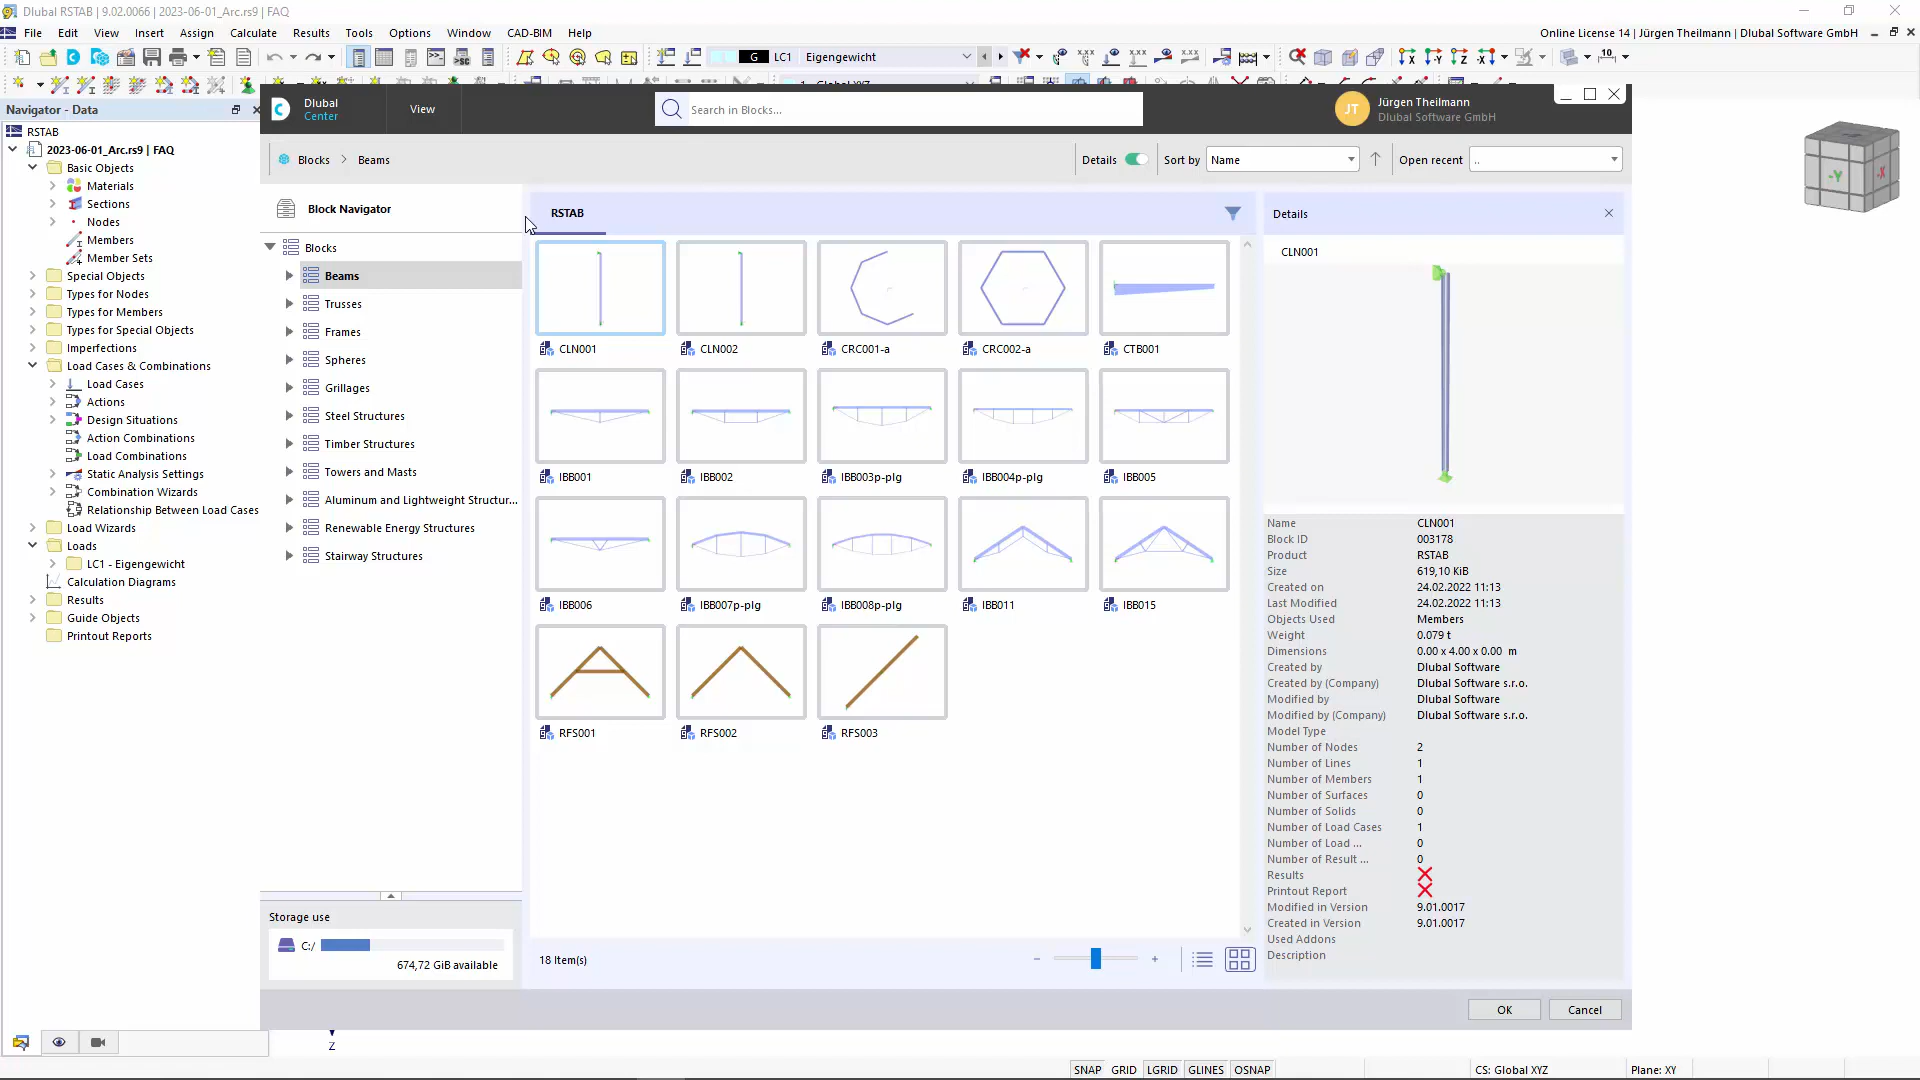 Dlubal RSTAB | 9.02.0066 | 2023-06-01_Arc.rs9 | FAQ
File Edit View Insert Assign Calculate Results Tools Options Window CAD-BIM Help
Online License 14 | Jürgen Theilmann | Dlubal Software GmbH
G LC1 Eigengewicht
Navigator - Data
RSTAB
2023-06-01_Arc.rs9 | FAQ
Basic Objects
Materials
Sections
Nodes
Members
Member Sets
Special Objects
Types for Nodes
Types for Members
Types for Special Objects
Imperfections
Load Cases & Combinations
Load Cases
Actions
Design Situations
Action Combinations
Load Combinations
Static Analysis Settings
Combination Wizards
Relationship Between Load Cases
Load Wizards
Loads
LC1 - Eigengewicht
Calculation Diagrams
Results
Guide Objects
Printout Reports
Dlubal
Center
View
Search in Blocks...
JT
Jürgen Theilmann
Dlubal Software GmbH
Blocks > Beams
Details
Sort by Name
Open recent ..
Block Navigator
Blocks
Beams
Trusses
Frames
Spheres
Grillages
Steel Structures
Timber Structures
Towers and Masts
Aluminum and Lightweight Structur...
Renewable Energy Structures
Stairway Structures
Storage use
C:/
674,72 GiB available
RSTAB
CLN001 CLN002 CRC001-a CRC002-a CTB001
IBB001 IBB002 IBB003p-plg IBB004p-plg IBB005
IBB006 IBB007p-plg IBB008p-plg IBB011 IBB015
RFS001 RFS002 RFS003
18 Item(s)
Details
CLN001
Name CLN001
Block ID 003178
Product RSTAB
Size 619,10 KiB
Created on 24.02.2022 11:13
Last Modified 24.02.2022 11:13
Objects Used Members
Weight 0.079 t
Dimensions 0.00 x 4.00 x 0.00 m
Created by Dlubal Software
Created by (Company) Dlubal Software s.r.o.
Modified by Dlubal Software
Modified by (Company) Dlubal Software s.r.o.
Model Type
Number of Nodes 2
Number of Lines 1
Number of Members 1
Number of Surfaces 0
Number of Solids 0
Number of Load Cases 1
Number of Load ... 0
Number of Result ... 0
Results
Printout Report
Modified in Version 9.01.0017
Created in Version 9.01.0017
Used Addons
Description
OK Cancel
-Y
-X
Z
SNAP GRID LGRID GLINES OSNAP
CS: Global XYZ
Plane: XY